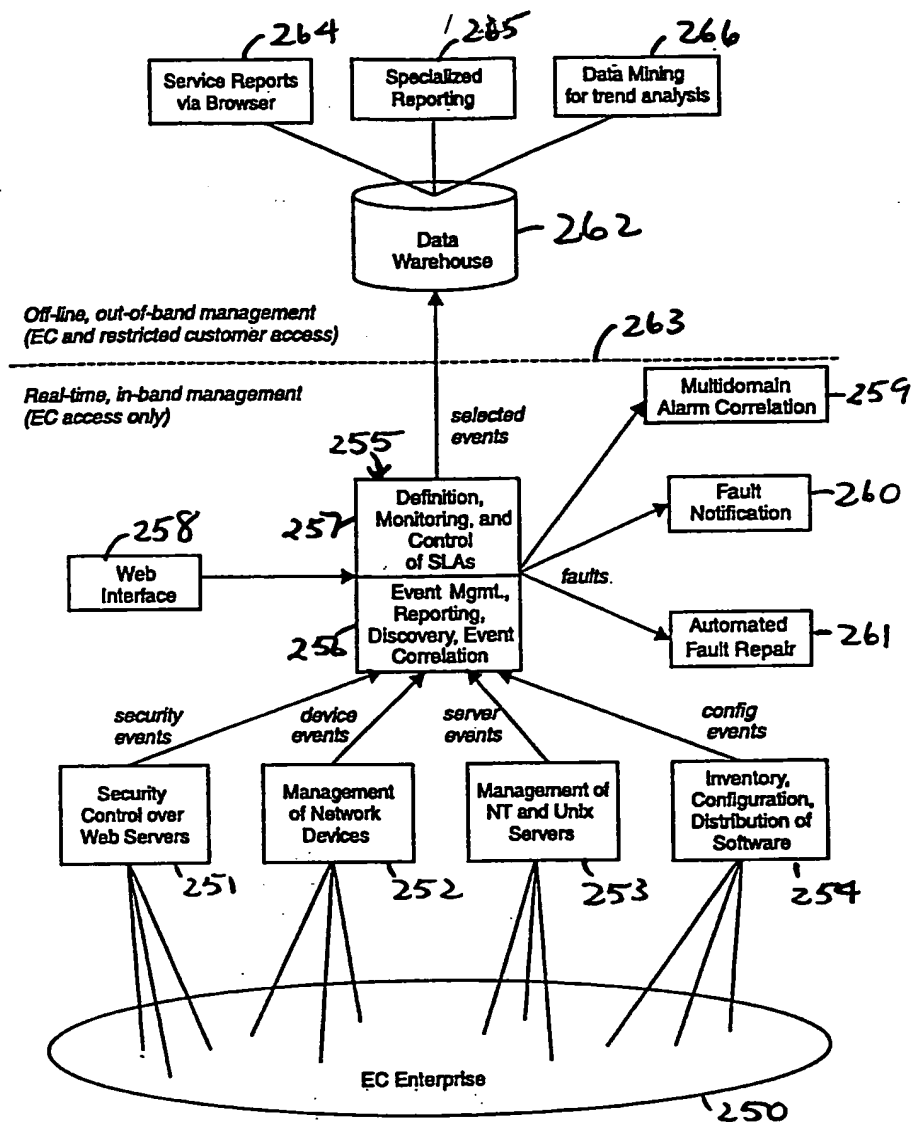 264
265
266
Service Reports
via Browser
Specialized
Reporting
Data Mining
for trend analysis
Data
Warehouse
262
Off-line, out-of-band management
(EC and restricted customer access)
263
Real-time, in-band management
(EC access only)
selected
events
Multidomain
Alarm Correlation
259
255
257
Definition,
Monitoring, and
Control
of SLAs
Fault
Notification
260
258
Web
Interface
faults.
256
Event Mgmt.,
Reporting,
Discovery, Event
Correlation
Automated
Fault Repair
261
security
events
device
events
server
events
config
events
Security
Control over
Web Servers
251
Management
of Network
Devices
252
Management of
NT and Unix
Servers
253
Inventory,
Configuration,
Distribution of
Software
254
EC Enterprise
250